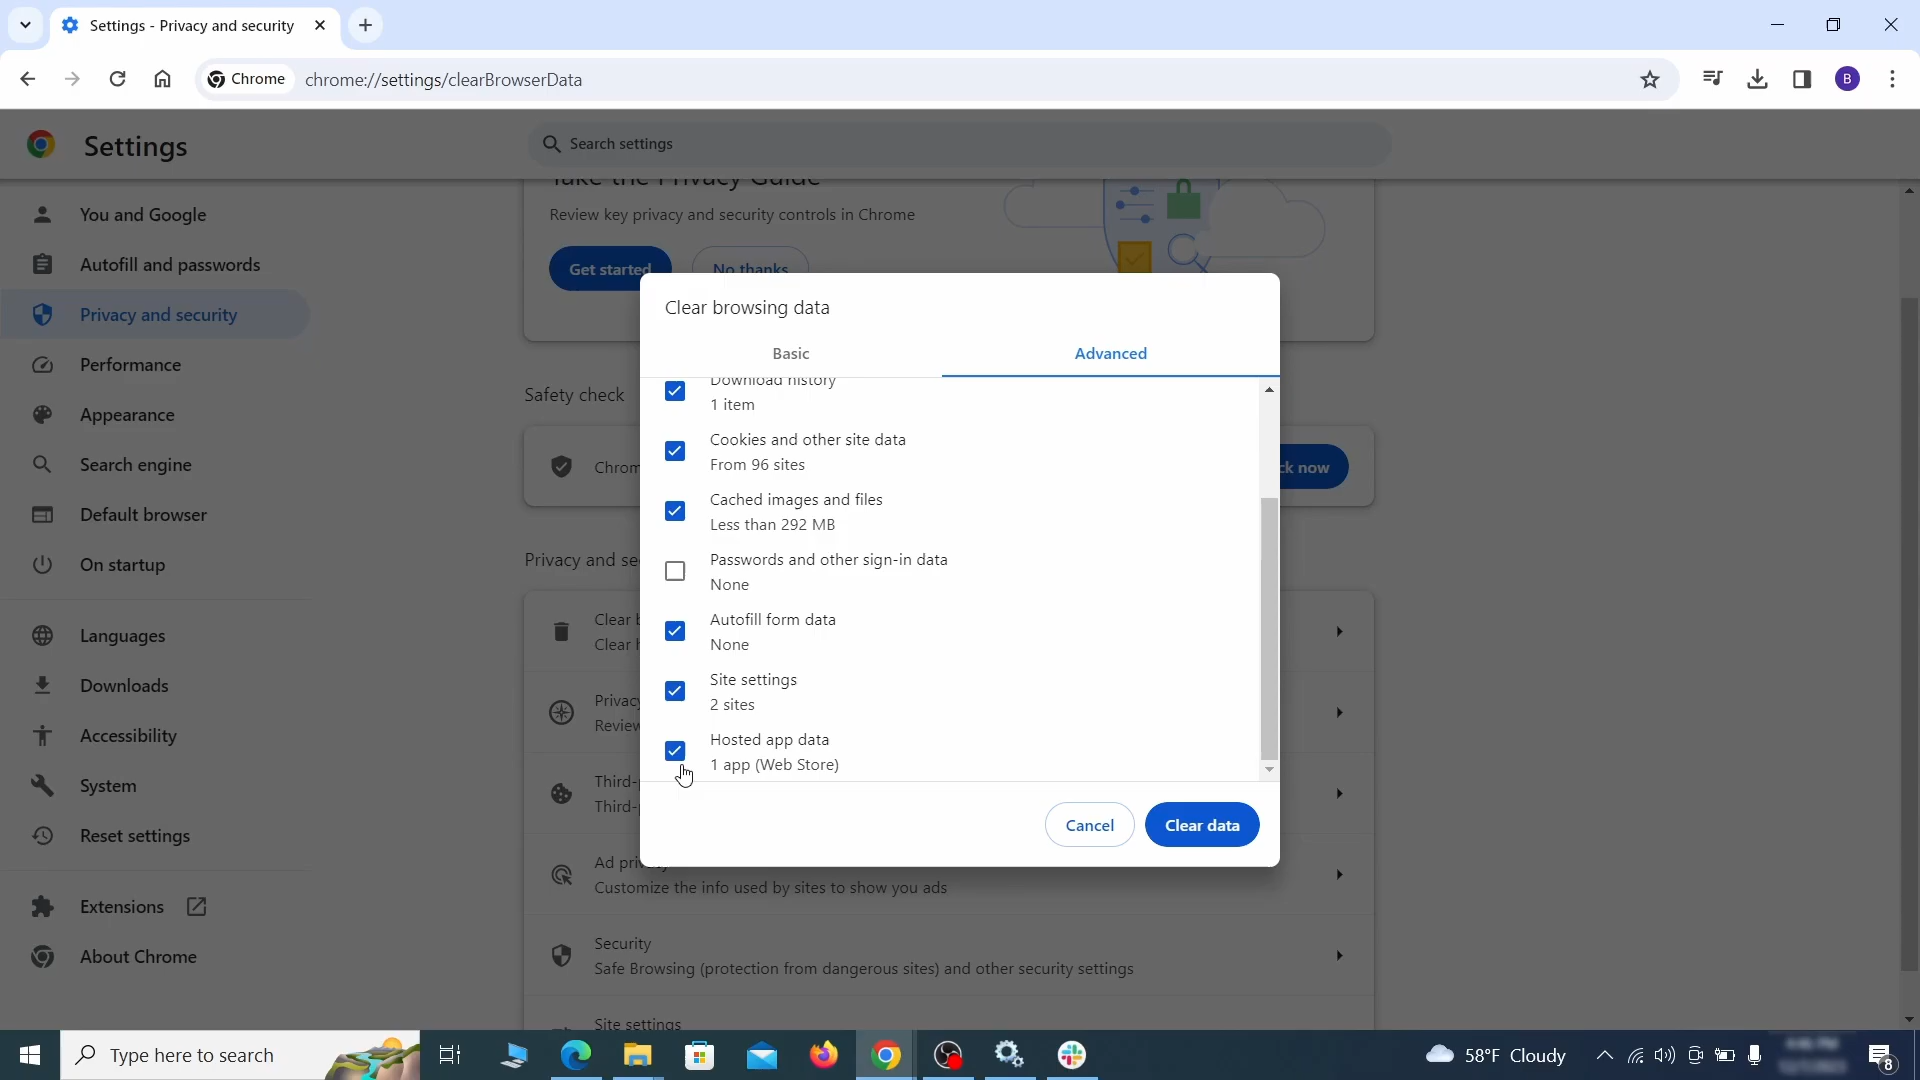 Settings - Privacy and security
Chrome
chrome://settings/clearBrowserData
B
Settings
Search settings
Take the Privacy Guide
Review key privacy and security controls in Chrome
Get started
No thanks
You and Google
Autofill and passwords
Privacy and security
Performance
Appearance
Search engine
Default browser
On startup
Languages
Downloads
Accessibility
System
Reset settings
Extensions
About Chrome
Safety check
Chrom
ck now
Privacy and se
Clear b
Clear h
Privacy
Review
Third-
Third-
Ad priv
Customize the info used by sites to show you ads
Security
Safe Browsing (protection from dangerous sites) and other security settings
Site settings
Clear browsing data
Basic
Advanced
Download history
1 item
Cookies and other site data
From 96 sites
Cached images and files
Less than 292 MB
Passwords and other sign-in data
None
Autofill form data
None
Site settings
2 sites
Hosted app data
1 app (Web Store)
Cancel
Clear data
Type here to search
58°F Cloudy
8